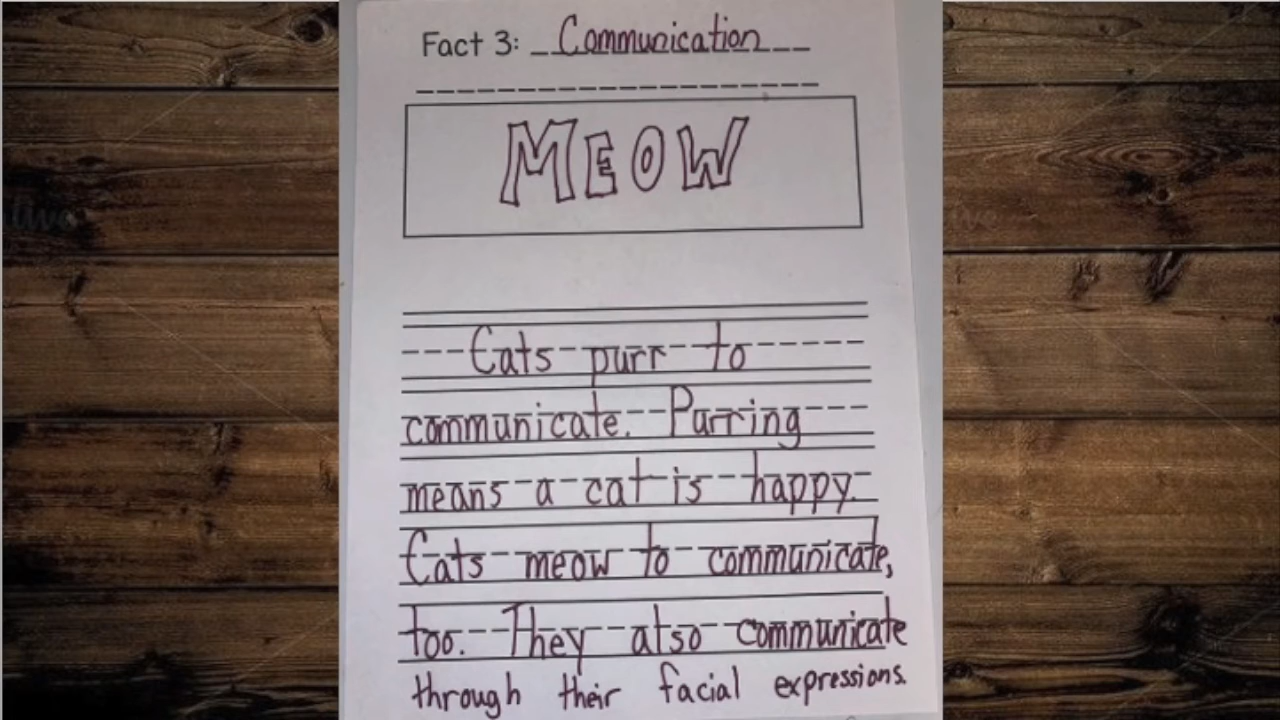 Fact 3: Communication
MEOW
Cats purr to
communicate. Purring
means a cat is happy.
Cats meow to communicate,
too. They also communicate
through their facial expressions.